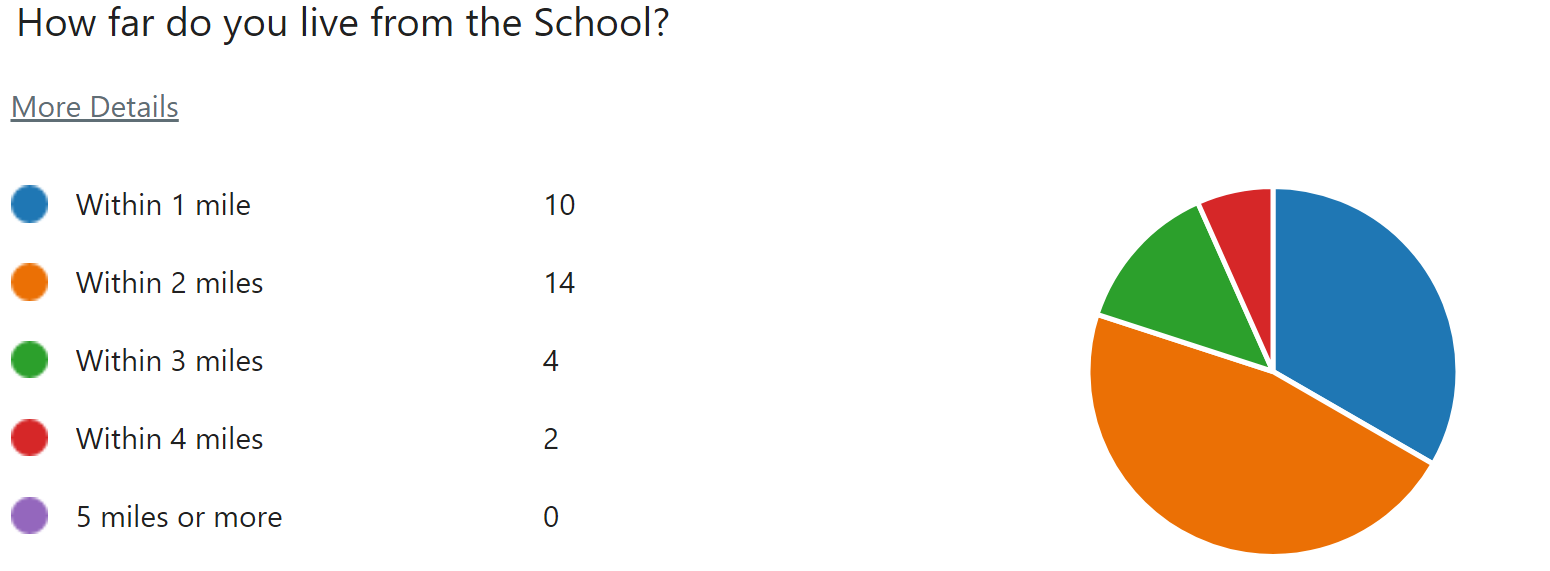 How far do you live from the School?
More Details
Within 1 mile 10
Within 2 miles 14
Within 3 miles 4
Within 4 miles 2
5 miles or more 0